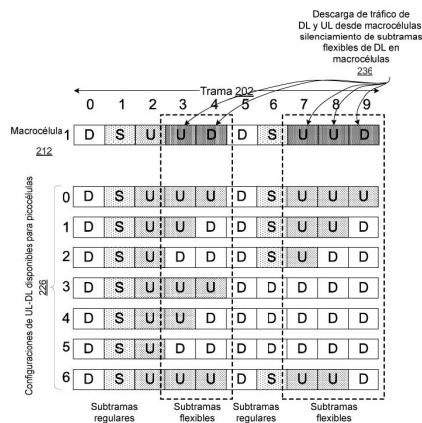 Descarga de tráfico de
DL y UL desde macrocélulas
silenciamiento de subtramas
flexibles de DL en
macrocélulas
236
Trama 202
0 1 2 3 4 5 6 7 8 9
Macrocélula 1 D S U U D D S U U D
212
Configuraciones de UL-DL disponibles para picocélulas
226
0 D S U U U D S U U U
1 D S U U D D S U U D
2 D S U D D D S U D D
3 D S U U U D D D D D
4 D S U U D D D D D D
5 D S U D D D D D D D
6 D S U U U D S U U D
Subtramas Subtramas Subtramas Subtramas
regulares flexibles regulares flexibles